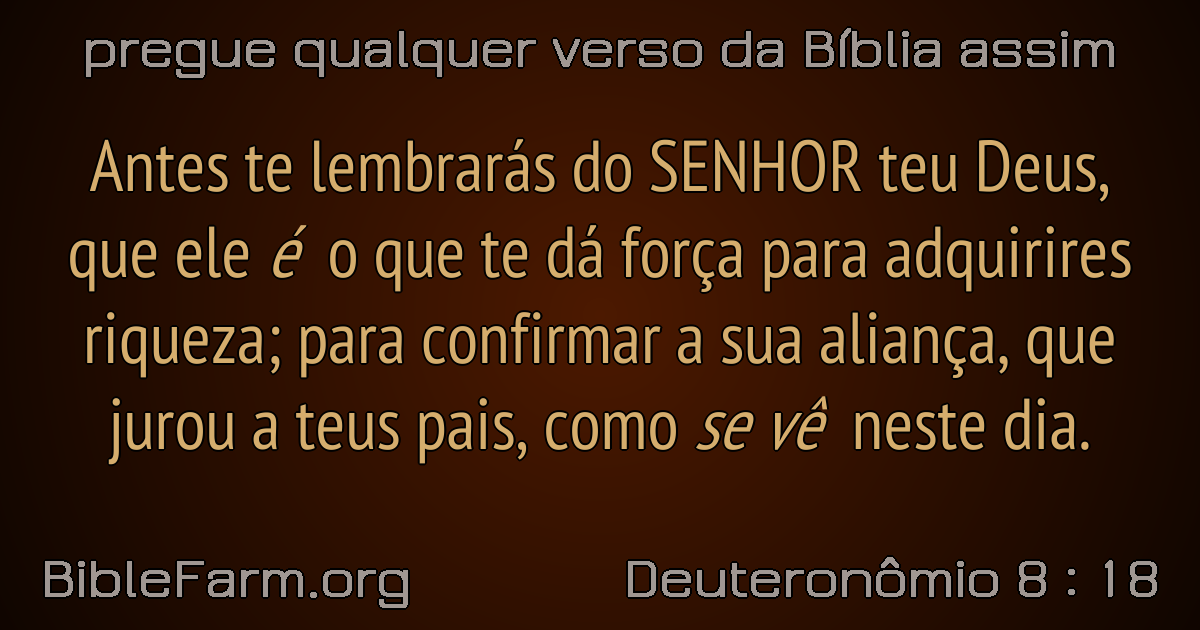 pregue qualquer verso da Bíblia assim
Antes te lembrarás do SENHOR teu Deus,
que ele é o que te dá força para adquirires
riqueza; para confirmar a sua aliança, que
jurou a teus pais, como se vê neste dia.
BibleFarm.org
Deuteronômio 8 : 18